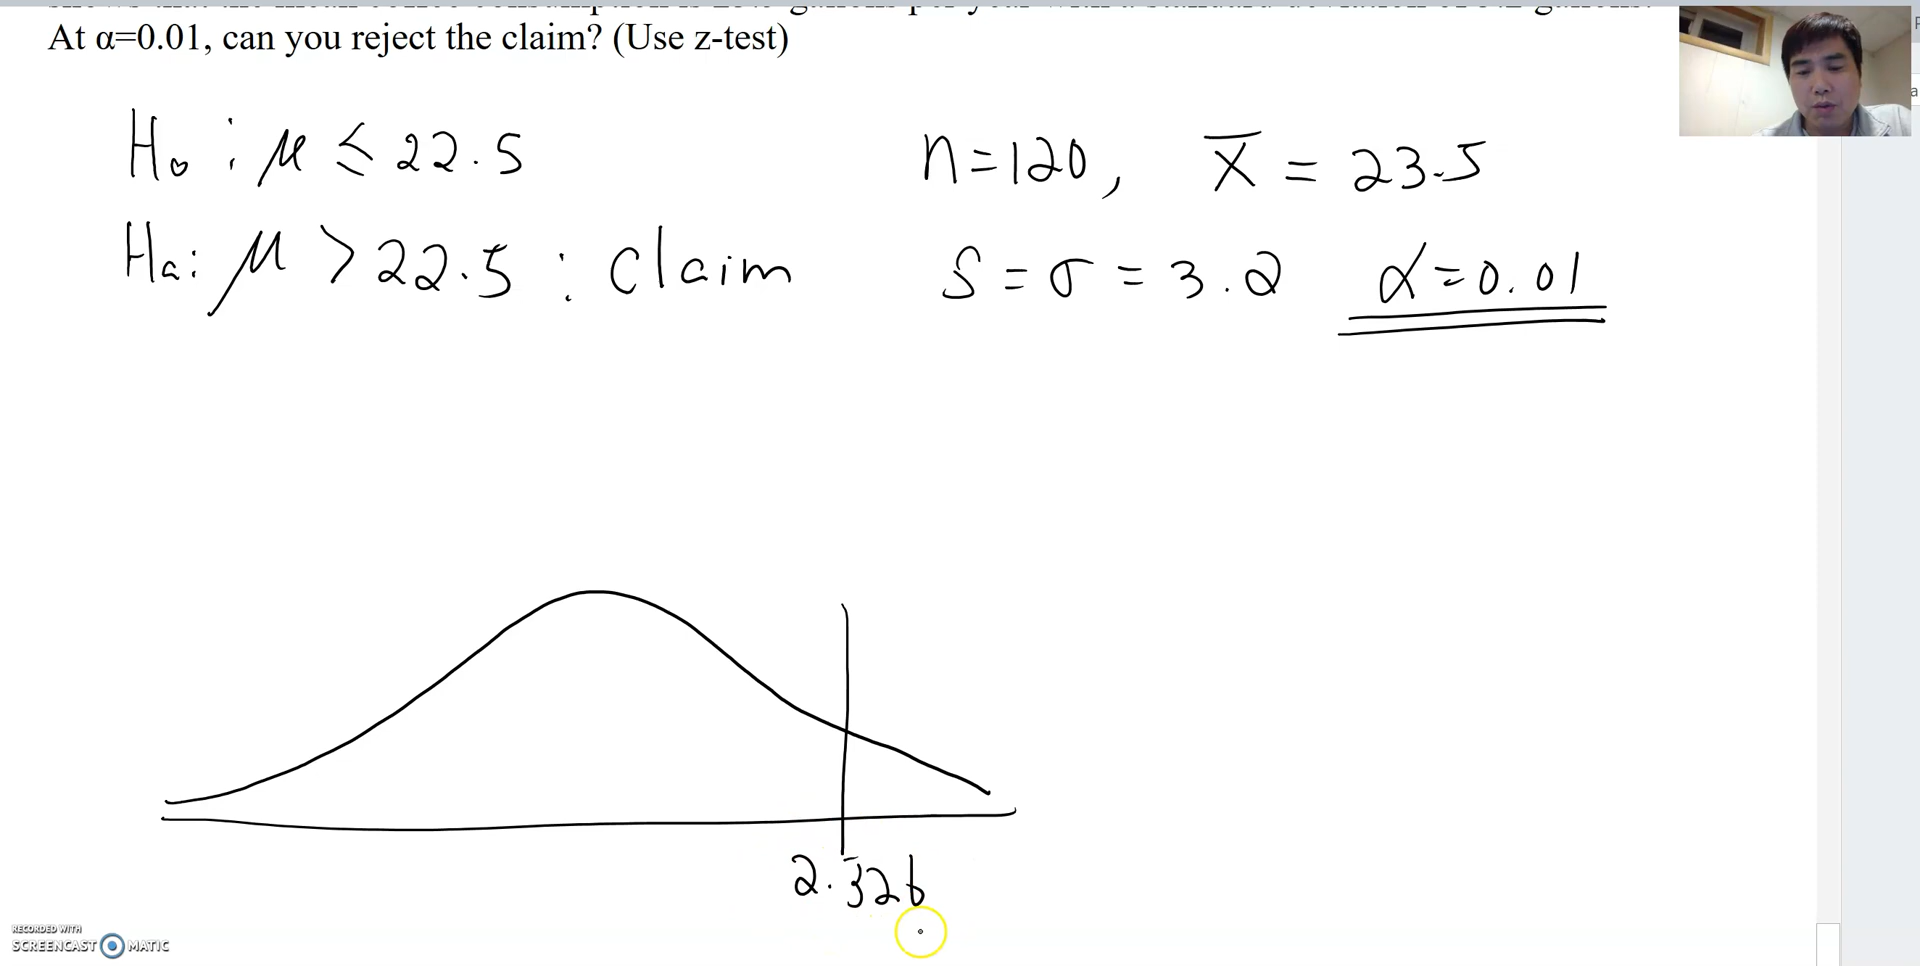 At α=0.01, can you reject the claim? (Use z-test)
H₀ : μ ≤ 22.5
n=120, x̅ = 23.5
Ha: μ > 22.5 : Claim
S = σ = 3.2 α=0.01
2.326
RECORDED WITH
SCREENCAST MATIC